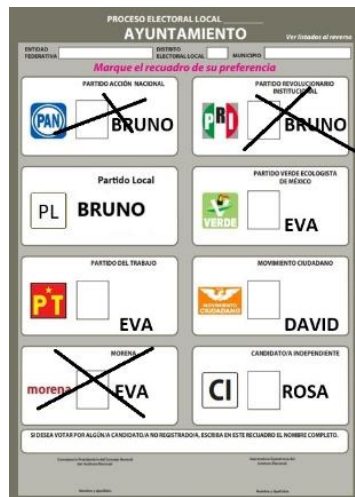 PROCESO ELECTORAL LOCAL
AYUNTAMIENTO
Ver listados al reverso
ENTIDAD FEDERATIVA
DISTRITO ELECTORAL LOCAL
MUNICIPIO
Marque el recuadro de su preferencia
PARTIDO ACCIÓN NACIONAL
PAN
BRUNO
PARTIDO REVOLUCIONARIO
INSTITUCIONAL
PRI
BRUNO
Partido Local
PL
BRUNO
PARTIDO VERDE ECOLOGISTA
DE MÉXICO
VERDE
EVA
PARTIDO DEL TRABAJO
PT
EVA
MOVIMIENTO CIUDADANO
MOVIMIENTO
CIUDADANO
DAVID
MORENA
morena
EVA
CANDIDATO/A INDEPENDIENTE
CI
ROSA
SI DESEA VOTAR POR ALGÚN/A CANDIDATO/A NO REGISTRADO/A, ESCRIBA EN ESTE RECUADRO EL NOMBRE COMPLETO.